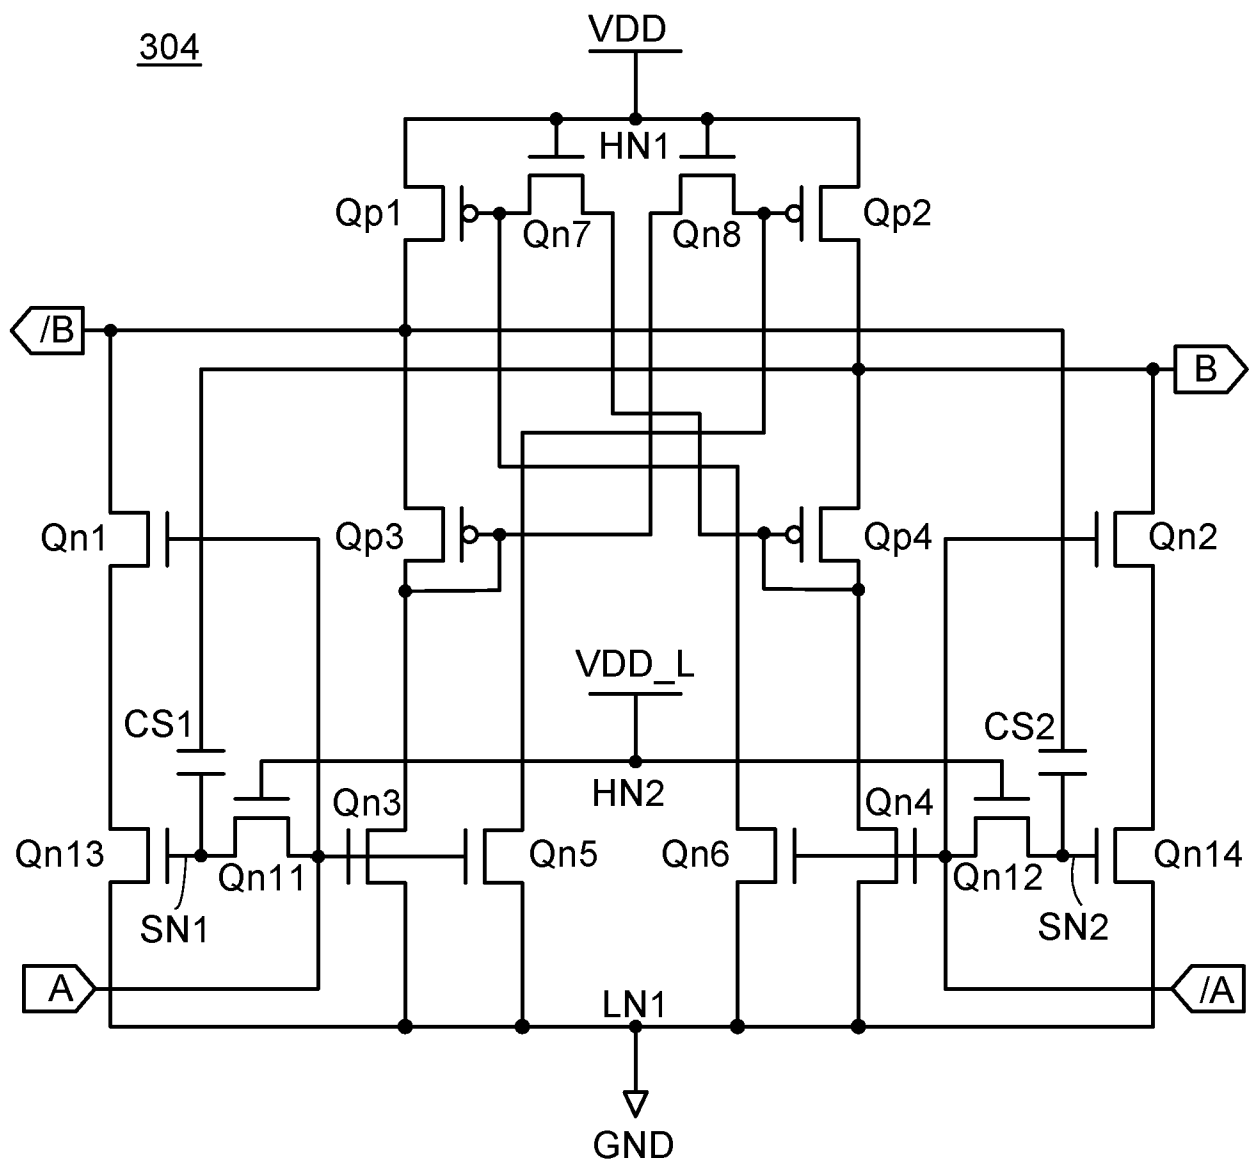 304
VDD
HN1
Qp1
Qn7
Qn8
Qp2
/B
B
Qn1
Qp3
Qp4
Qn2
VDD_L
CS1
CS2
HN2
Qn3
Qn4
Qn13
Qn11
Qn5
Qn6
Qn12
Qn14
SN1
SN2
A
LN1
/A
GND